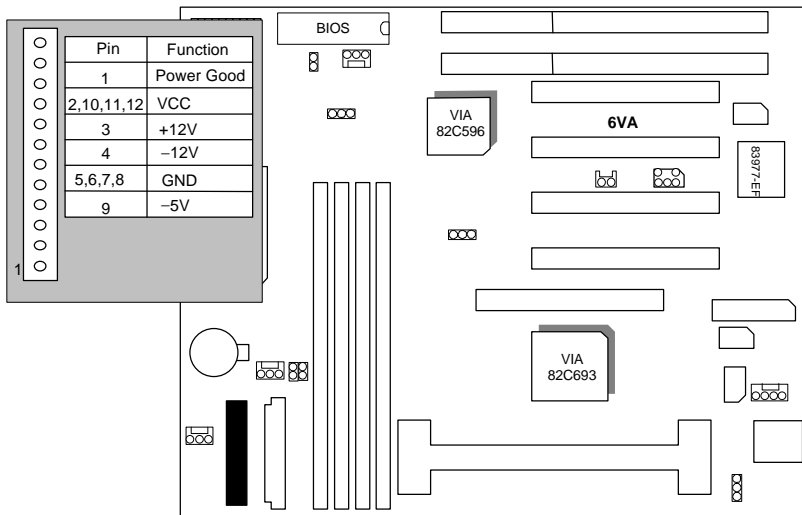 BIOS
Pin Function
1 Power Good
2,10,11,12 VCC
3 +12V
4 −12V
5,6,7,8 GND
9 −5V
1
VIA
82C596
6VA
83977-EF
VIA
82C693